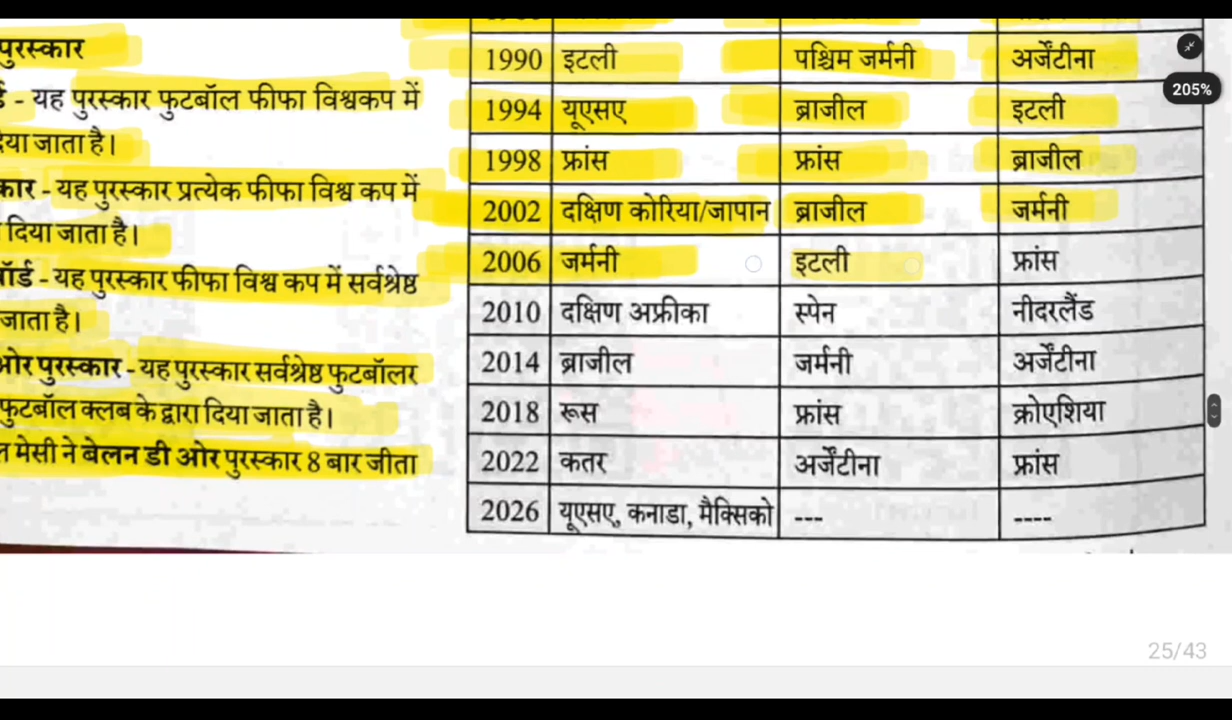 पुरस्कार
- यह पुरस्कार फुटबॉल फीफा विश्वकप में
जाता है।
- यह पुरस्कार प्रत्येक फीफा विश्व कप में
दिया जाता है।
- यह पुरस्कार फीफा विश्व कप में सर्वश्रेष्ठ
जाता है।
ओर पुरस्कार - यह पुरस्कार सर्वश्रेष्ठ फुटबॉलर
फुटबॉल क्लब के द्वारा दिया जाता है।
मेसी ने बेलन डी ओर पुरस्कार 8 बार जीता
1990 इटली पश्चिम जर्मनी अर्जेंटीना
1994 यूएसए ब्राजील इटली
1998 फ्रांस फ्रांस ब्राजील
2002 दक्षिण कोरिया/जापान ब्राजील जर्मनी
2006 जर्मनी इटली फ्रांस
2010 दक्षिण अफ्रीका स्पेन नीदरलैंड
2014 ब्राजील जर्मनी अर्जेंटीना
2018 रूस फ्रांस क्रोएशिया
2022 कतर अर्जेंटीना फ्रांस
2026 यूएसए, कनाडा, मैक्सिको --- ----
205%
25/43